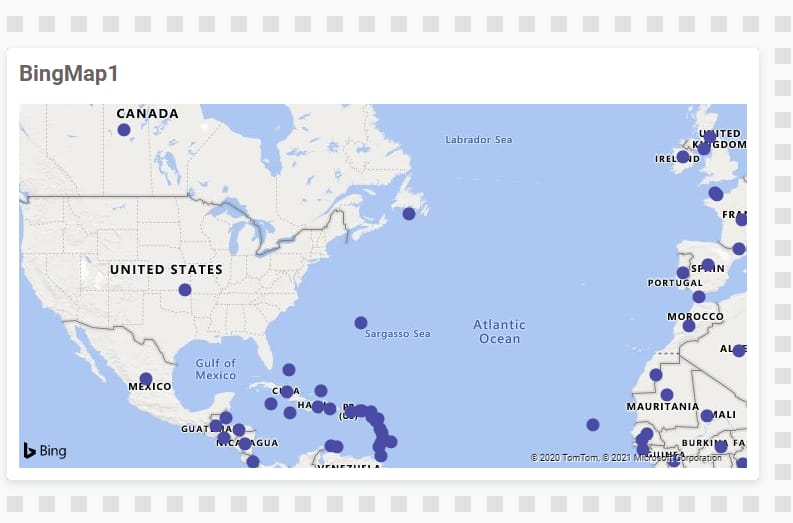 BingMap1
CANADA
Labrador Sea
UNITED
KINGDOM
IRELAND
FRA
UNITED STATES
SPAIN
PORTUGAL
Sargasso Sea
Atlantic
Ocean
MOROCCO
AL
Gulf of
Mexico
MEXICO
CUBA
HA
PR
(US)
MAURITANIA
MALI
GUATEMALA
NICARAGUA
BURKINA FA
GUINEA
Bing
© 2020 TomTom, © 2021 Microsoft Corporation
VENEZUELA